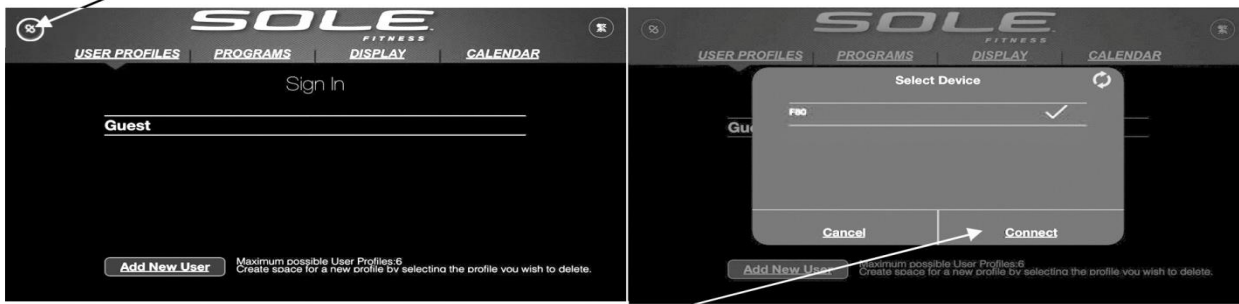 SOLE
FITNESS
USER PROFILES PROGRAMS DISPLAY CALENDAR
Sign In
Guest
Add New User
Maximum possible User Profiles:6
Create space for a new profile by selecting the profile you wish to delete.
SOLE
FITNESS
USER PROFILES PROGRAMS DISPLAY CALENDAR
Select Device
F80
Gu
Cancel Connect
Add New User
Maximum possible User Profiles:6
Create space for a new profile by selecting the profile you wish to delete.